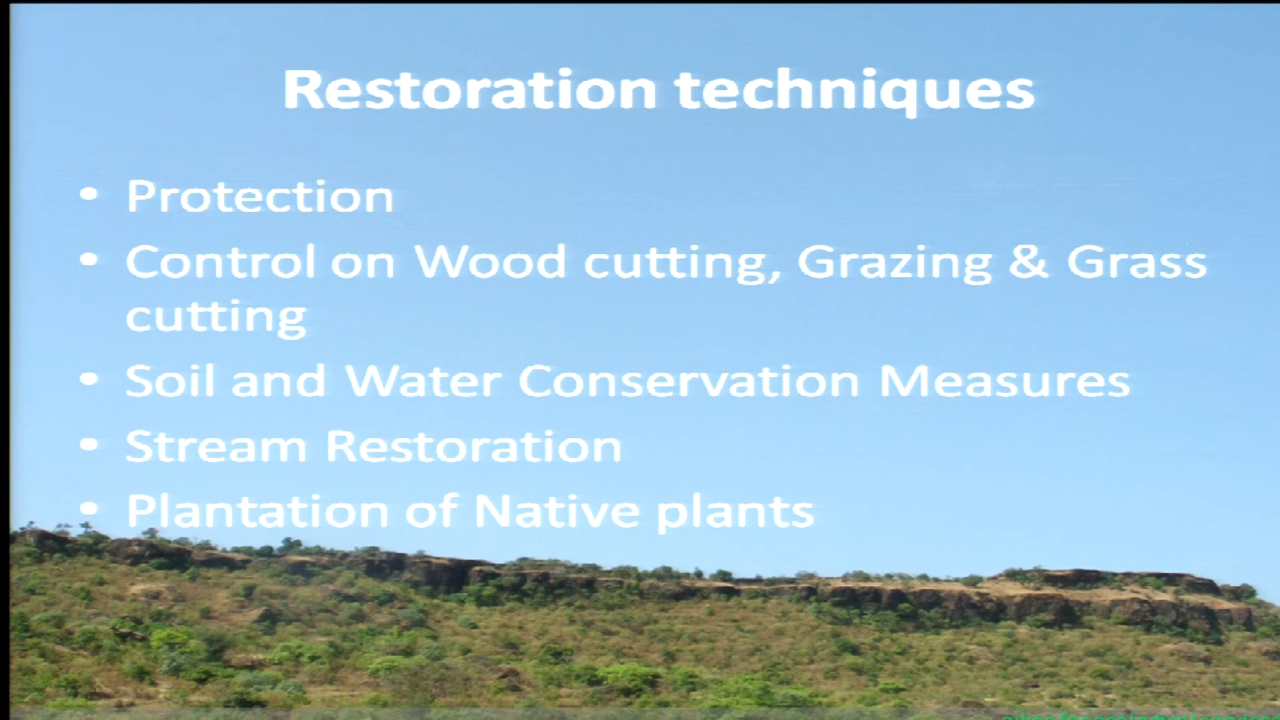 Restoration techniques
• Protection
• Control on Wood cutting, Grazing & Grass
cutting
• Soil and Water Conservation Measures
• Stream Restoration
• Plantation of Native plants